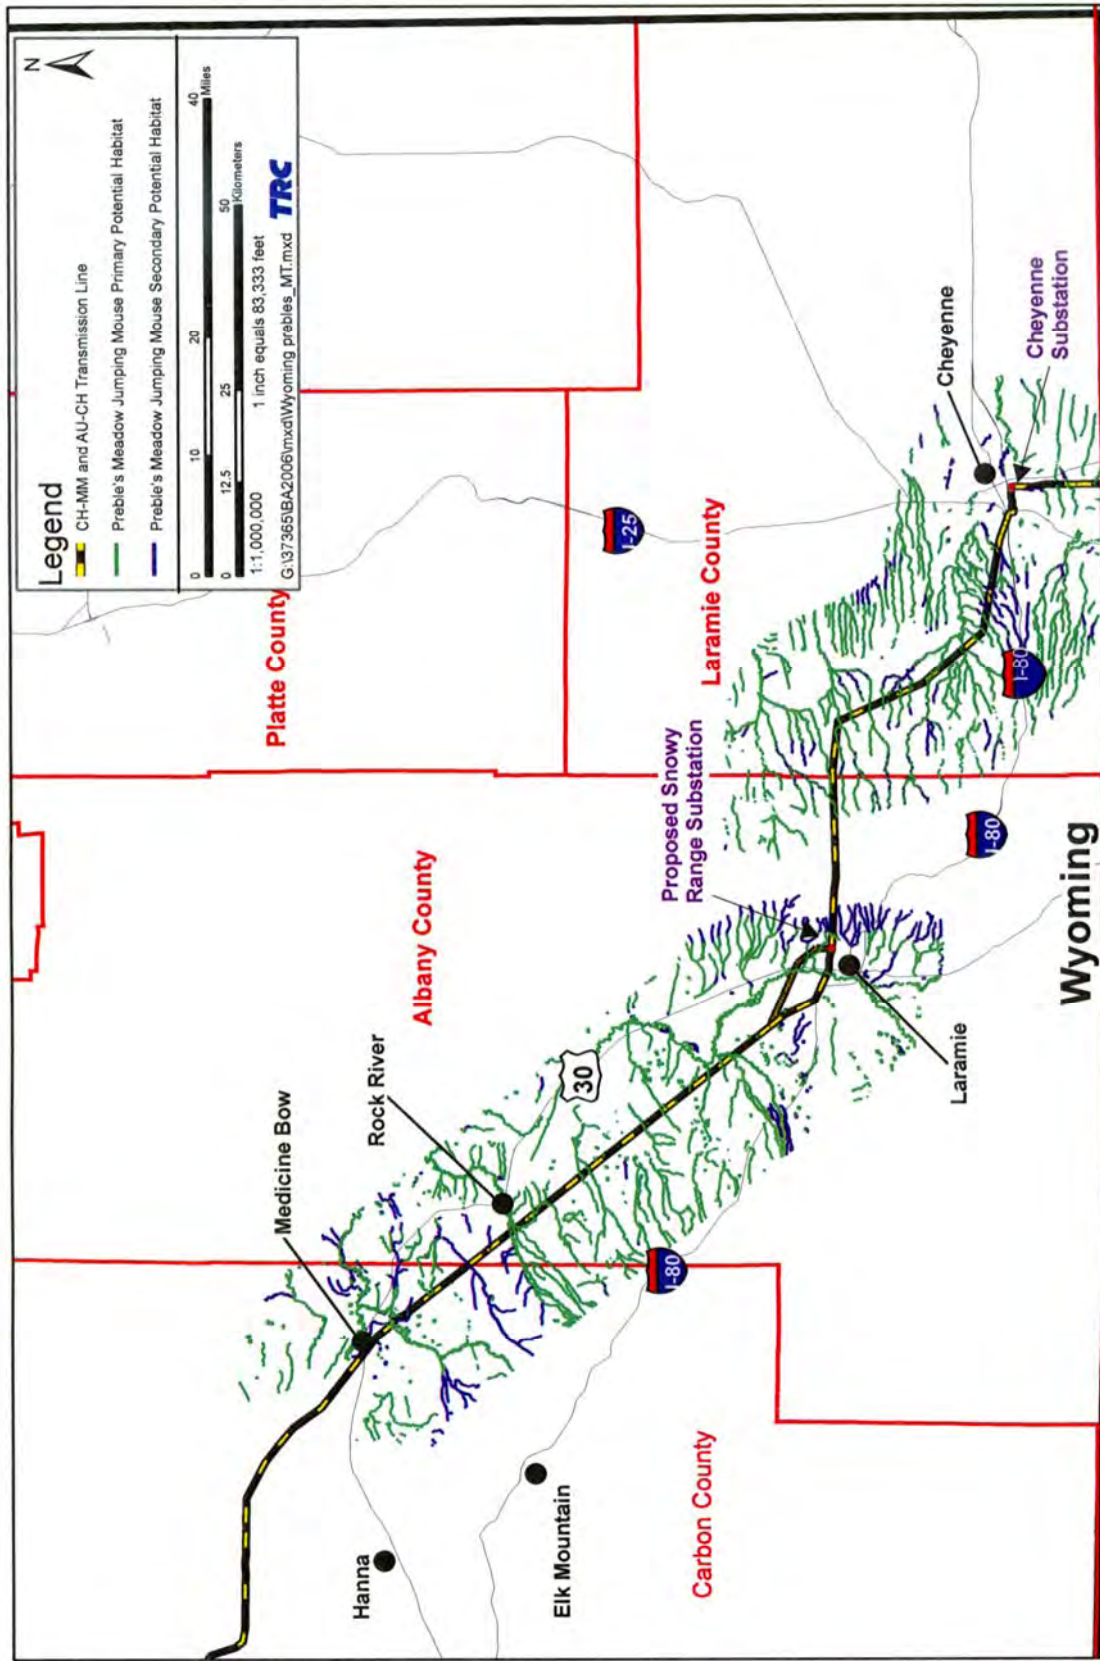 Legend
N
CH-MM and AU-CH Transmission Line
Preble's Meadow Jumping Mouse Primary Potential Habitat
Preble's Meadow Jumping Mouse Secondary Potential Habitat
0 10 20 40
Miles
0 12.5 25 50
Kilometers
1:1,000,000 1 inch equals 83,333 feet
G:\37365\BA2006\mxd\Wyoming prebles_MT.mxd
TRC
Platte County
Albany County
Medicine Bow
Rock River
Hanna
Elk Mountain
30
I-25
Laramie County
Proposed Snowy
Range Substation
Carbon County
I-80
Cheyenne
Cheyenne
Substation
I-80
I-80
Laramie
Wyoming